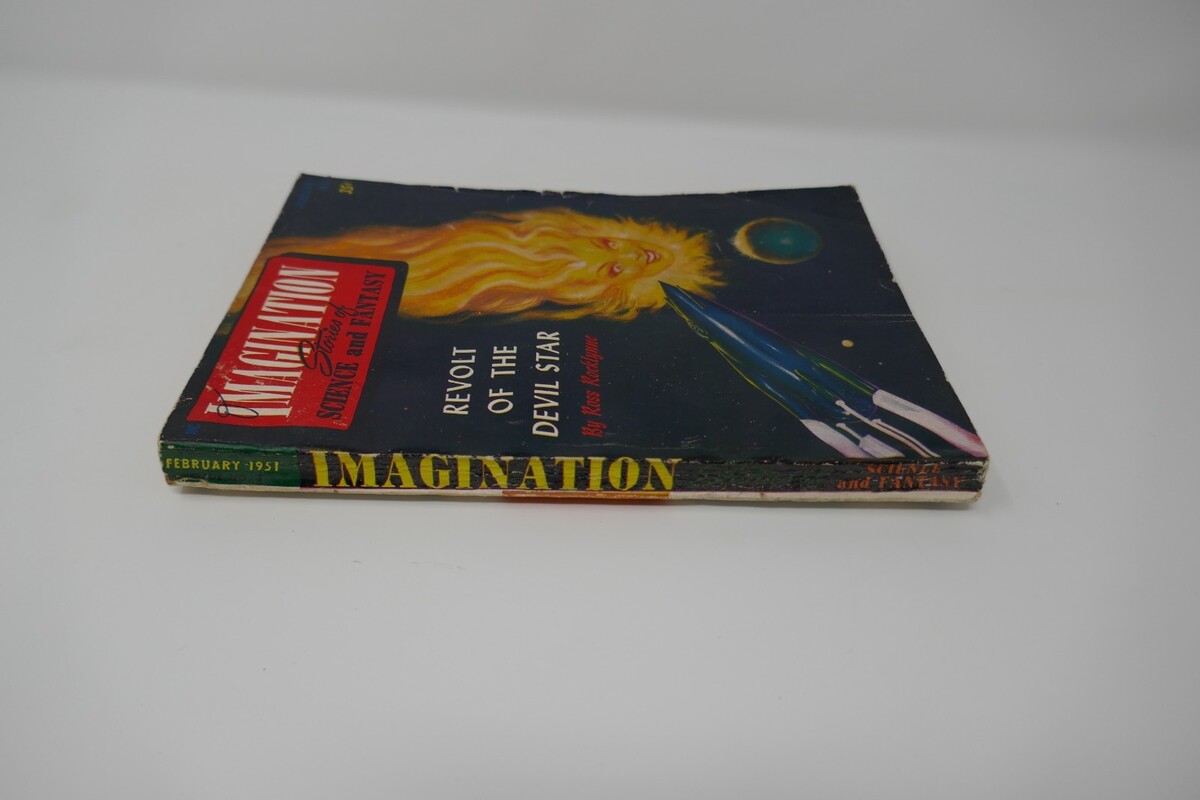 35¢
IMAGINATION
Stories of
SCIENCE and FANTASY
REVOLT
OF THE
DEVIL STAR
By Ross Rocklynne
FEBRUARY 1951
IMAGINATION
SCIENCE
and FANTASY